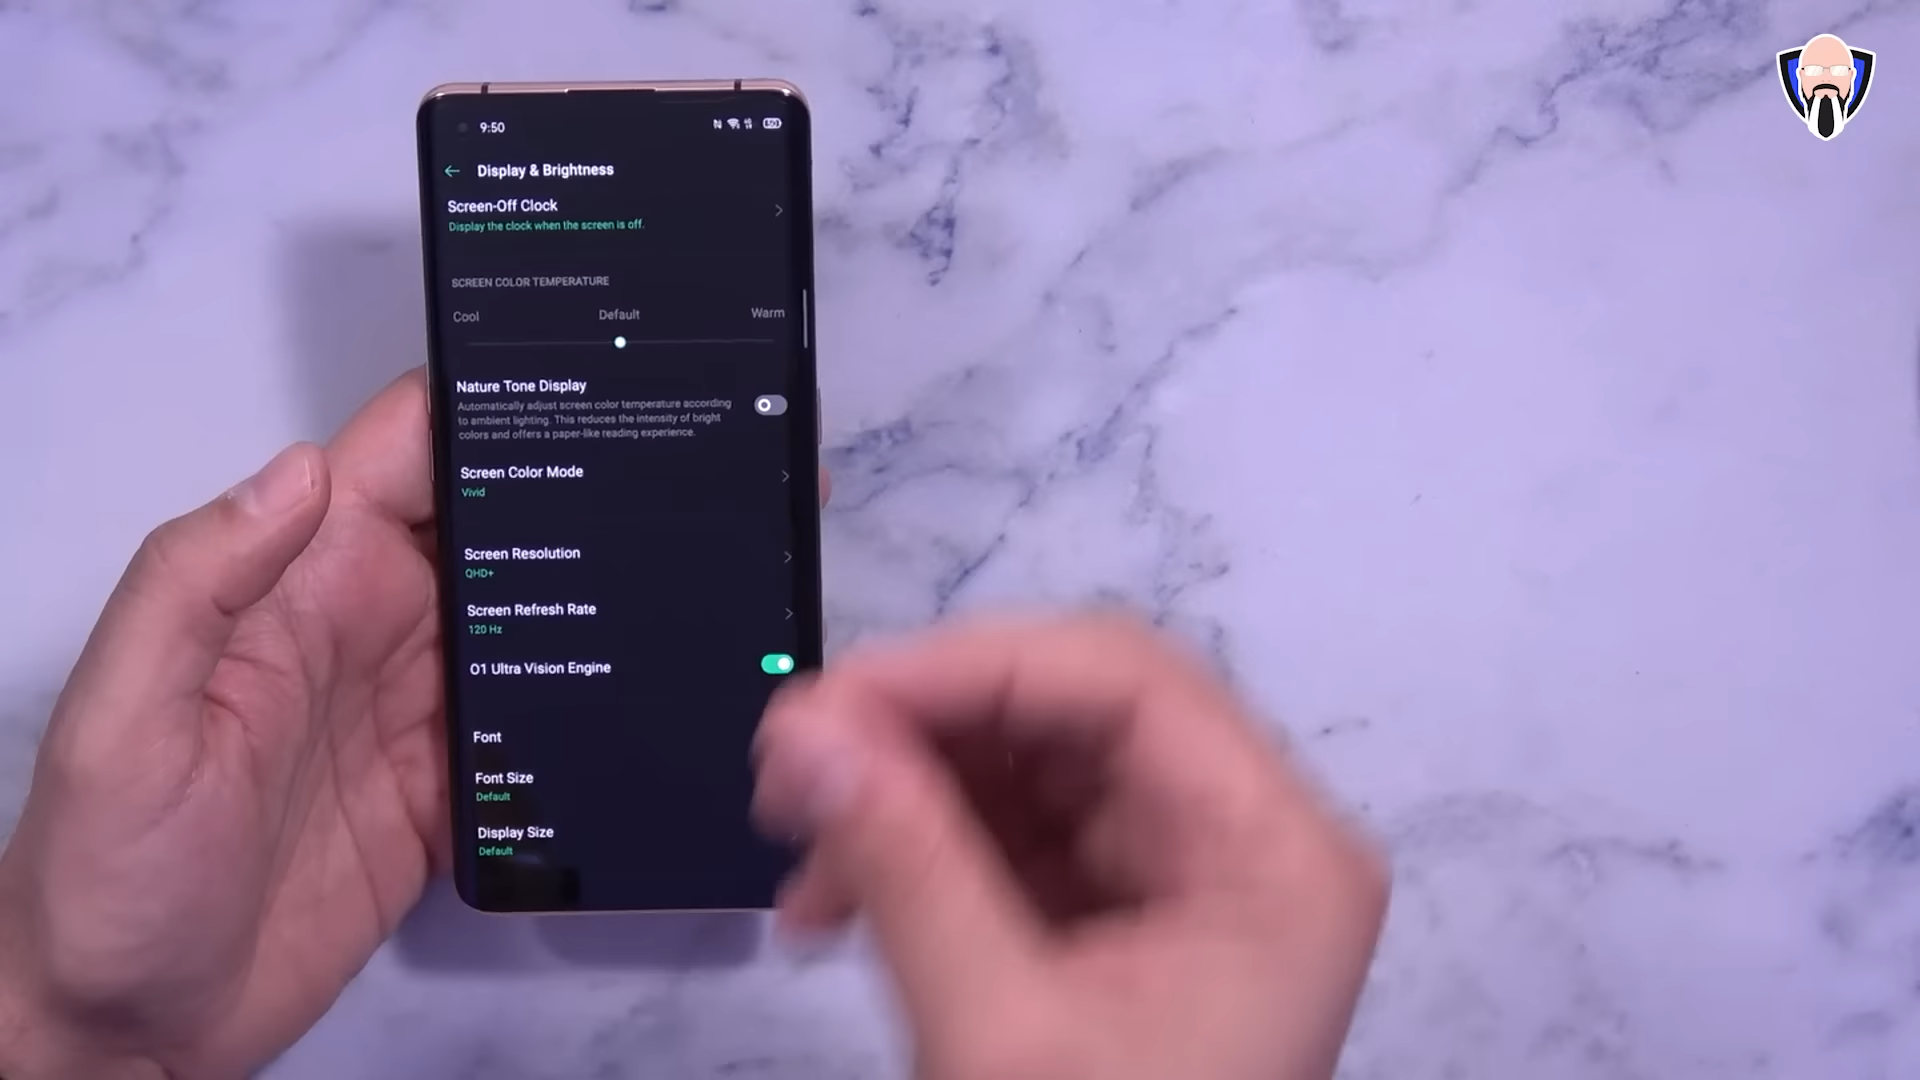 9:50
Display & Brightness
Screen-Off Clock
Display the clock when the screen is off.
SCREEN COLOR TEMPERATURE
Cool Default Warm
Nature Tone Display
Automatically adjust screen color temperature according
to ambient lighting. This reduces the intensity of bright
colors and offers a paper-like reading experience.
Screen Color Mode
Vivid
Screen Resolution
QHD+
Screen Refresh Rate
120 Hz
O1 Ultra Vision Engine
Font
Font Size
Default
Display Size
Default